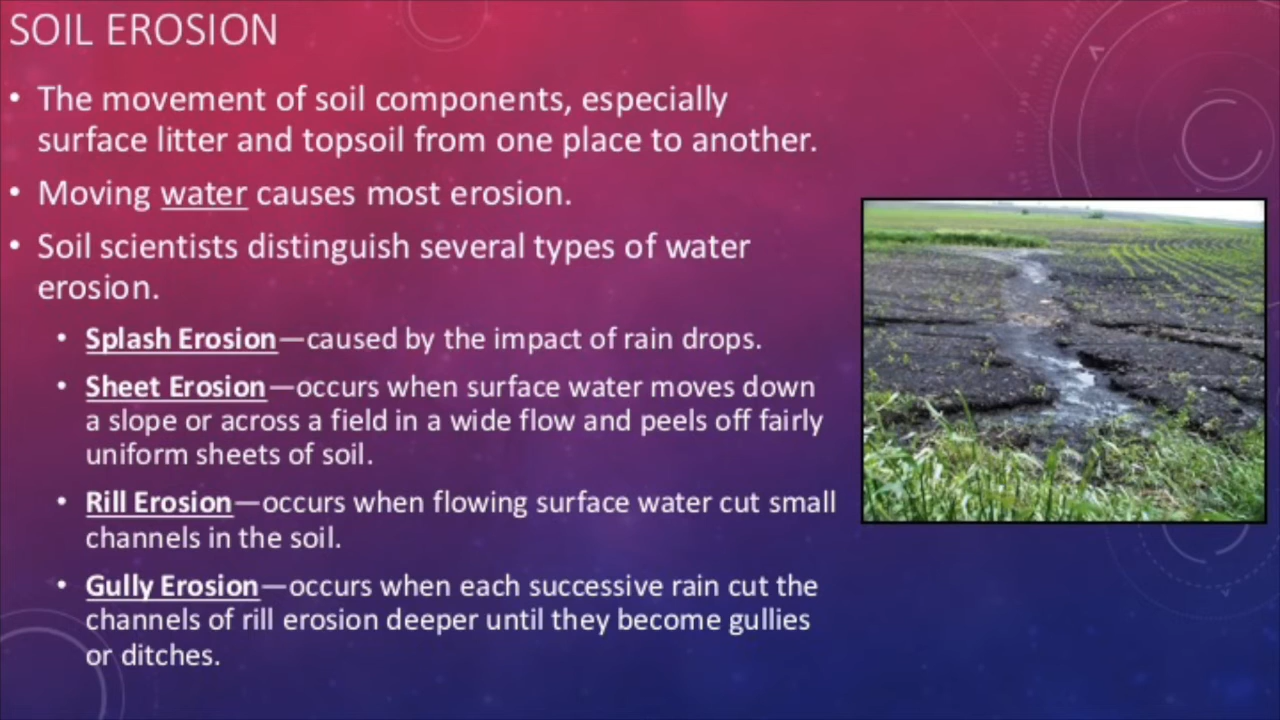 SOIL EROSION
• The movement of soil components, especially
surface litter and topsoil from one place to another.
• Moving water causes most erosion.
• Soil scientists distinguish several types of water
erosion.
• Splash Erosion—caused by the impact of rain drops.
• Sheet Erosion—occurs when surface water moves down
a slope or across a field in a wide flow and peels off fairly
uniform sheets of soil.
• Rill Erosion—occurs when flowing surface water cut small
channels in the soil.
• Gully Erosion—occurs when each successive rain cut the
channels of rill erosion deeper until they become gullies
or ditches.